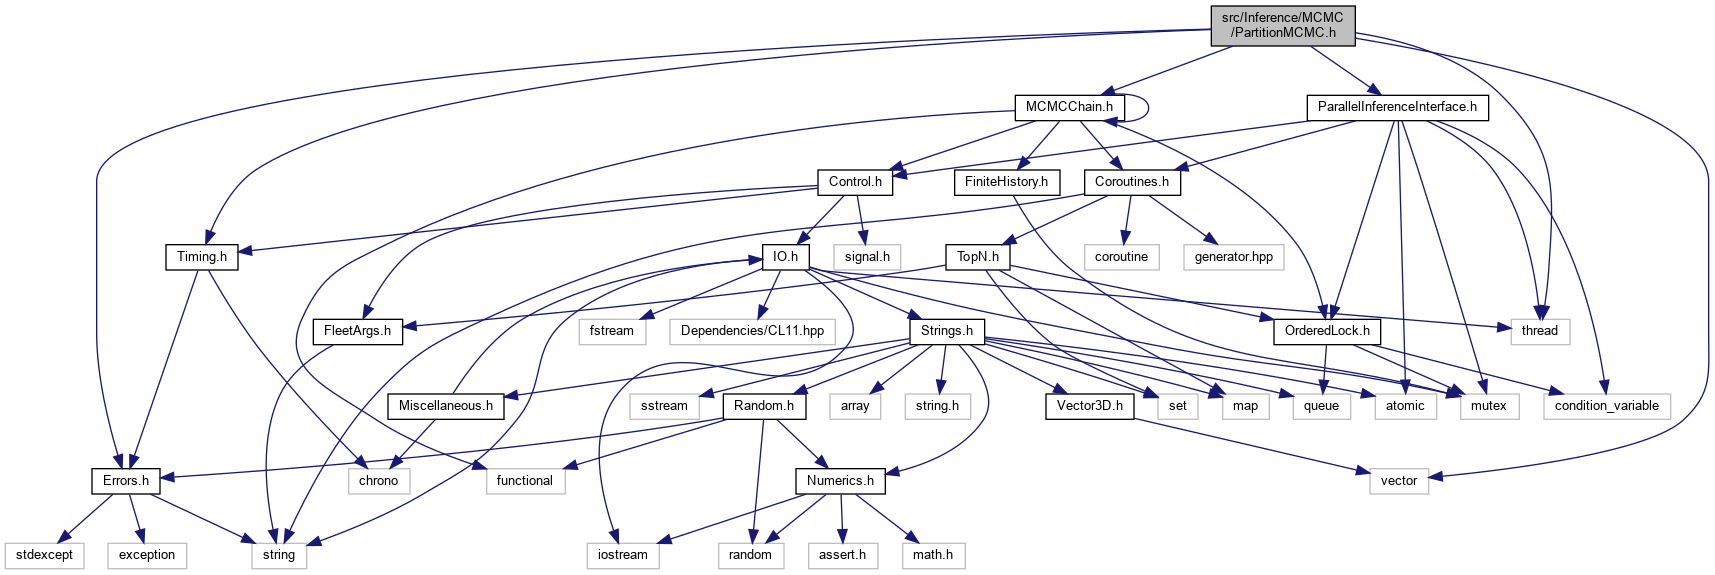 src/Inference/MCMC
/PartitionMCMC.h
MCMCChain.h
ParallelInferenceInterface.h
Control.h
FiniteHistory.h
Coroutines.h
Timing.h
IO.h
signal.h
TopN.h
coroutine
generator.hpp
FleetArgs.h
fstream
Dependencies/CL11.hpp
Strings.h
OrderedLock.h
thread
Miscellaneous.h
sstream
Random.h
array
string.h
Vector3D.h
set
map
queue
atomic
mutex
condition_variable
Errors.h
chrono
functional
Numerics.h
vector
stdexcept
exception
string
iostream
random
assert.h
math.h